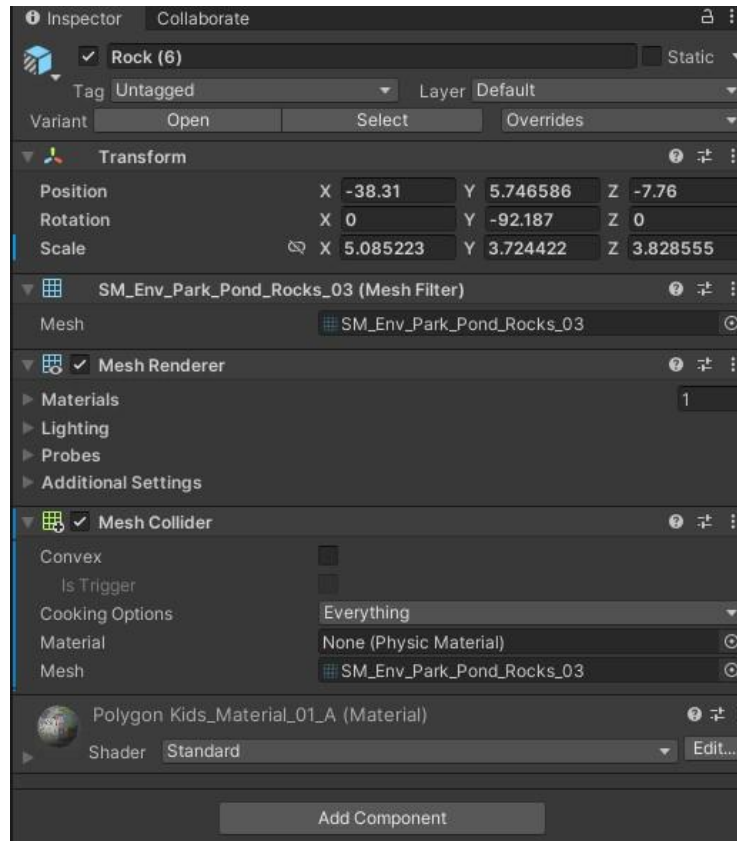 Inspector Collaborate
Rock (6) Static
Tag Untagged Layer Default
Variant Open Select Overrides
Transform
Position X -38.31 Y 5.746586 Z -7.76
Rotation X 0 Y -92.187 Z 0
Scale X 5.085223 Y 3.724422 Z 3.828555
SM_Env_Park_Pond_Rocks_03 (Mesh Filter)
Mesh SM_Env_Park_Pond_Rocks_03
Mesh Renderer
Materials 1
Lighting
Probes
Additional Settings
Mesh Collider
Convex
Is Trigger
Cooking Options Everything
Material None (Physic Material)
Mesh SM_Env_Park_Pond_Rocks_03
Polygon Kids_Material_01_A (Material)
Shader Standard Edit...
Add Component